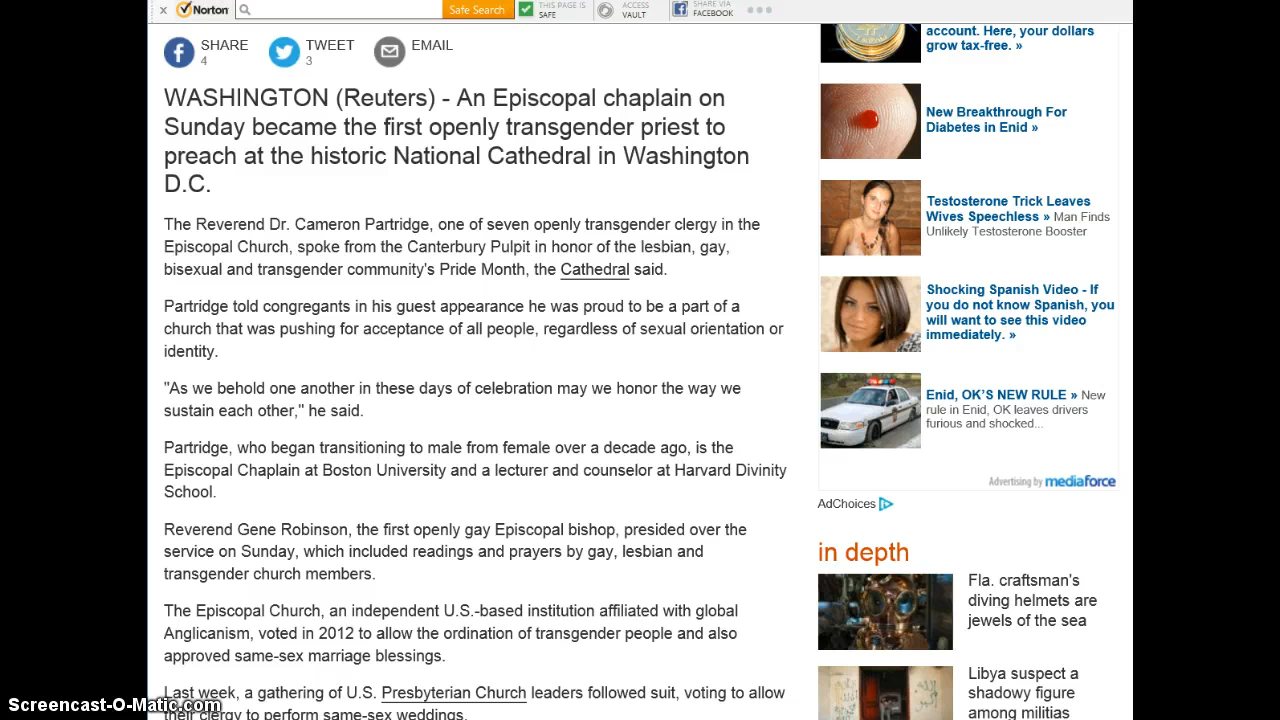 x Norton Safe Search THIS PAGE IS SAFE ACCESS VAULT SHARE VIA FACEBOOK
SHARE
4
TWEET
3
EMAIL
WASHINGTON (Reuters) - An Episcopal chaplain on
Sunday became the first openly transgender priest to
preach at the historic National Cathedral in Washington
D.C.
The Reverend Dr. Cameron Partridge, one of seven openly transgender clergy in the
Episcopal Church, spoke from the Canterbury Pulpit in honor of the lesbian, gay,
bisexual and transgender community's Pride Month, the Cathedral said.
Partridge told congregants in his guest appearance he was proud to be a part of a
church that was pushing for acceptance of all people, regardless of sexual orientation or
identity.
"As we behold one another in these days of celebration may we honor the way we
sustain each other," he said.
Partridge, who began transitioning to male from female over a decade ago, is the
Episcopal Chaplain at Boston University and a lecturer and counselor at Harvard Divinity
School.
Reverend Gene Robinson, the first openly gay Episcopal bishop, presided over the
service on Sunday, which included readings and prayers by gay, lesbian and
transgender church members.
The Episcopal Church, an independent U.S.-based institution affiliated with global
Anglicanism, voted in 2012 to allow the ordination of transgender people and also
approved same-sex marriage blessings.
Last week, a gathering of U.S. Presbyterian Church leaders followed suit, voting to allow
their clergy to perform same-sex weddings.
account. Here, your dollars
grow tax-free. »
New Breakthrough For
Diabetes in Enid »
Testosterone Trick Leaves
Wives Speechless » Man Finds
Unlikely Testosterone Booster
Shocking Spanish Video - If
you do not know Spanish, you
will want to see this video
immediately. »
Enid, OK'S NEW RULE » New
rule in Enid, OK leaves drivers
furious and shocked...
Advertising by mediaforce
AdChoices
in depth
Fla. craftsman's
diving helmets are
jewels of the sea
Libya suspect a
shadowy figure
among militias
Screencast-O-Matic.com